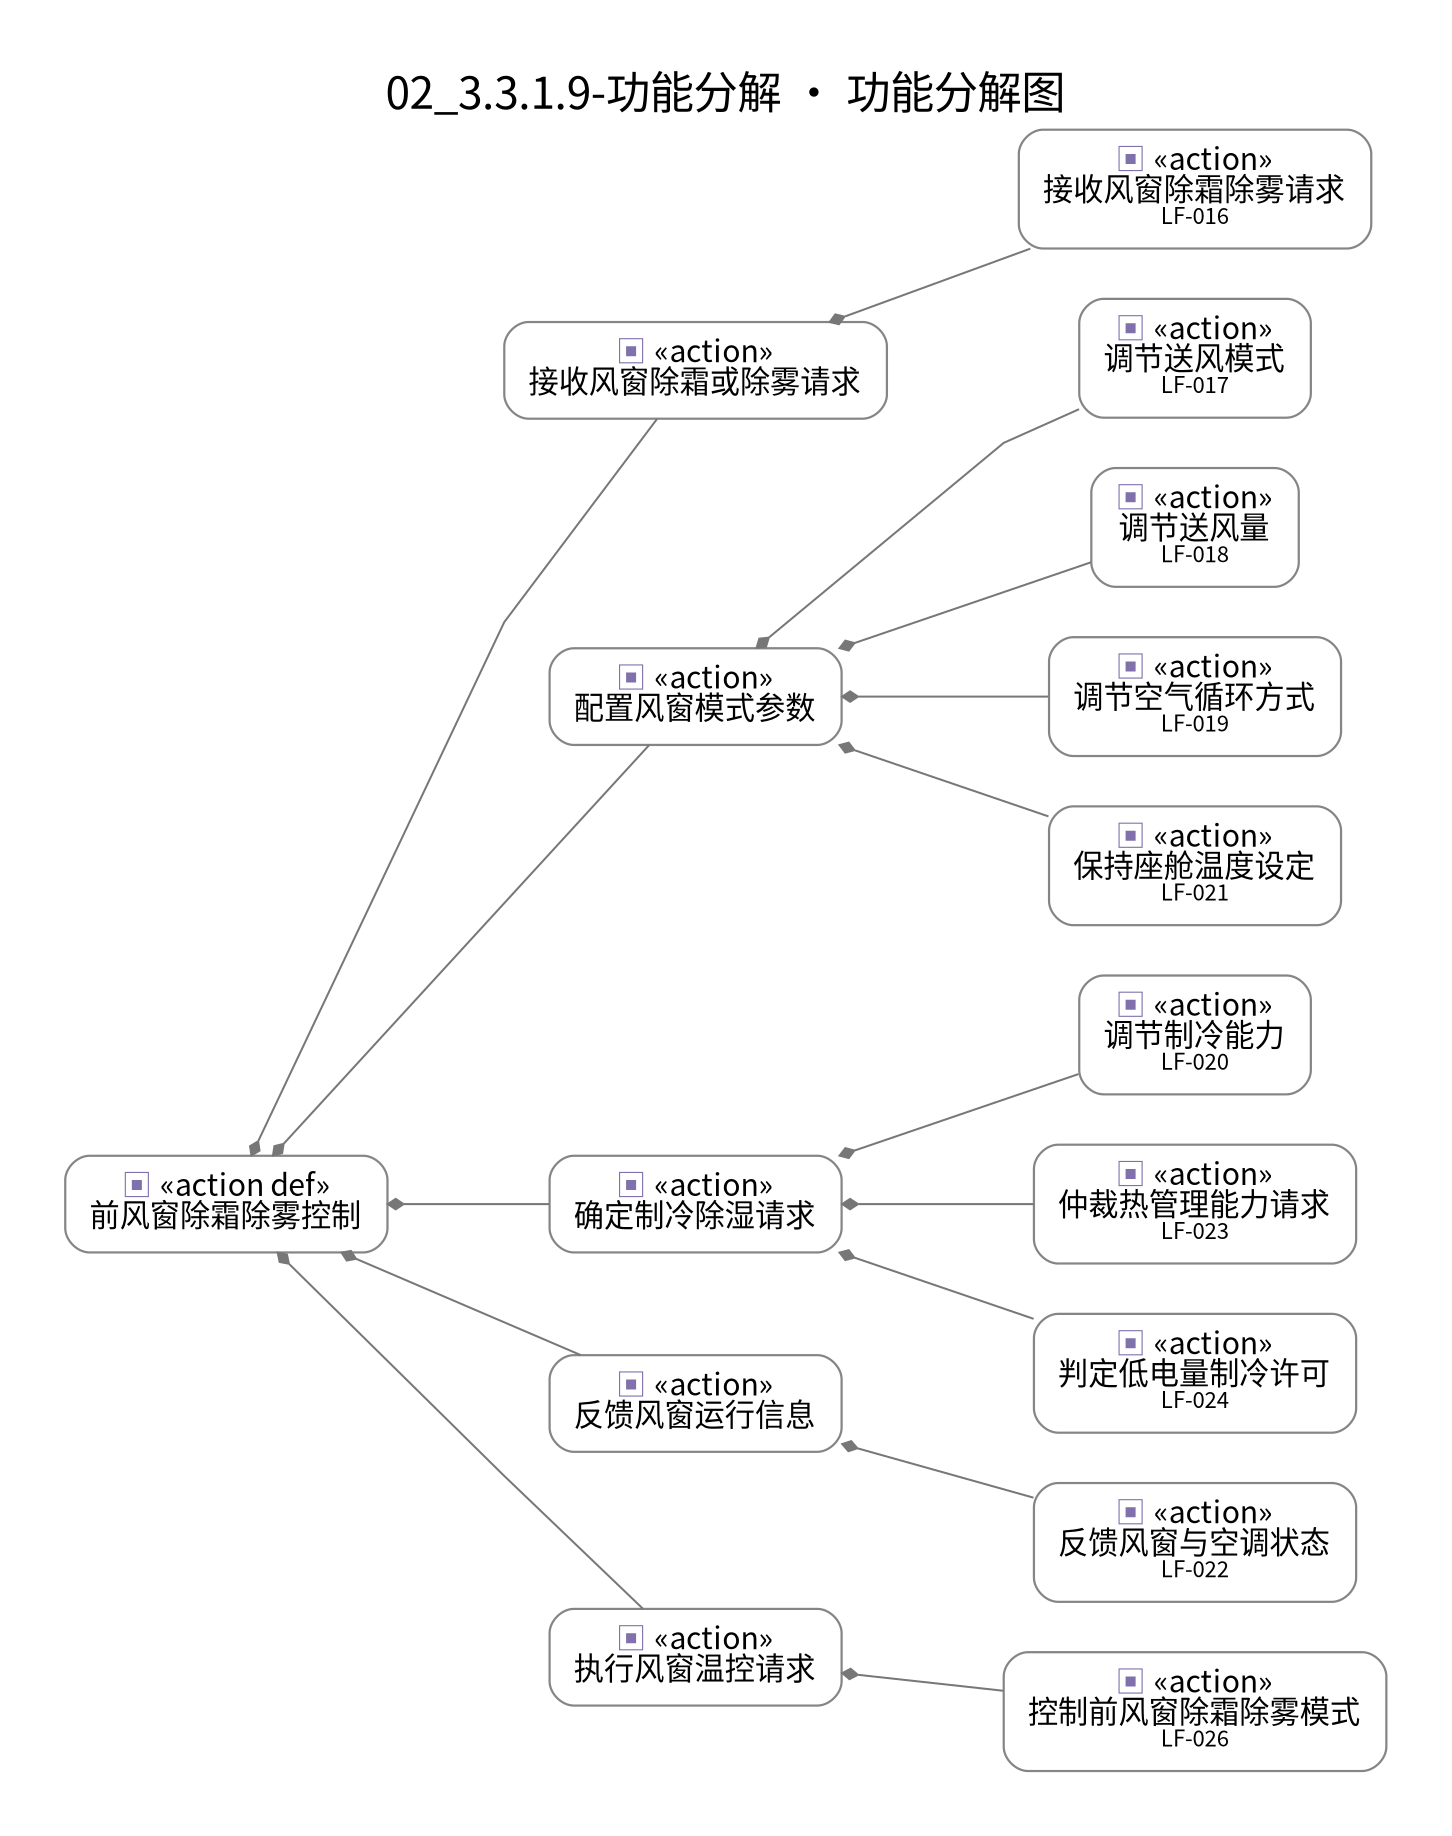 02_3.3.1.9-功能分解 · 功能分解图
«action»
接收风窗除霜除雾请求
LF-016
«action»
调节送风模式
LF-017
«action»
接收风窗除霜或除雾请求
«action»
调节送风量
LF-018
«action»
配置风窗模式参数
«action»
调节空气循环方式
LF-019
«action»
保持座舱温度设定
LF-021
«action»
调节制冷能力
LF-020
«action def»
前风窗除霜除雾控制
«action»
确定制冷除湿请求
«action»
仲裁热管理能力请求
LF-023
«action»
判定低电量制冷许可
LF-024
«action»
反馈风窗运行信息
«action»
反馈风窗与空调状态
LF-022
«action»
执行风窗温控请求
«action»
控制前风窗除霜除雾模式
LF-026